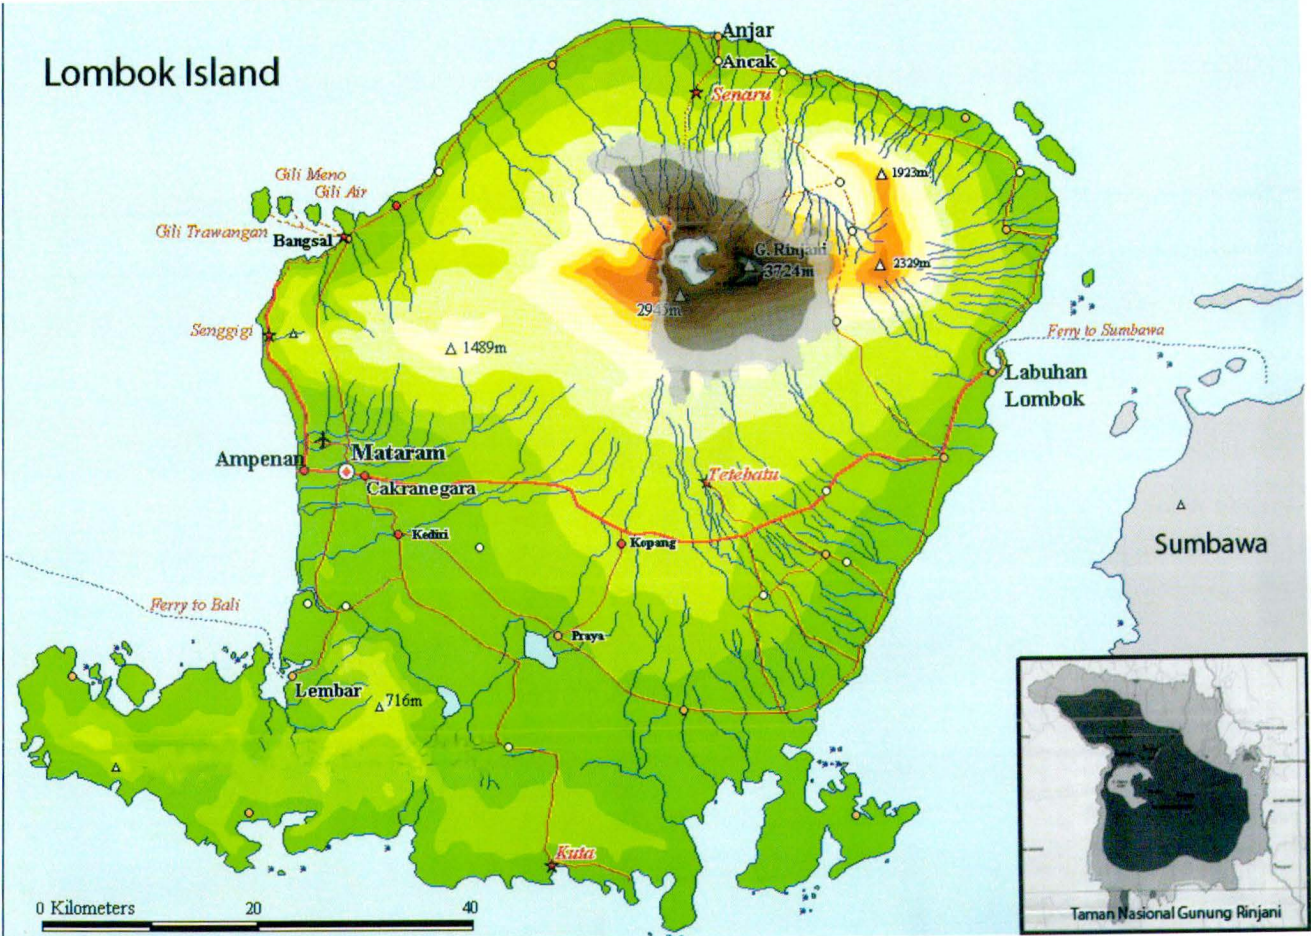 Lombok Island
Anjar
Ancak
Senaru
Gili Meno
Gili Air
Gili Trawangan
Bangsal
1923m
G. Rinjani
3724m
2329m
2943m
Senggigi
1489m
Ferry to Sumbawa
Labuhan
Lombok
Ampenan
Mataram
Cakranegara
Tetebatu
Kediri
Kopang
Sumbawa
Ferry to Bali
Praya
Lembar
716m
Kuta
0 Kilometers
20
40
Taman Nasional Gunung Rinjani